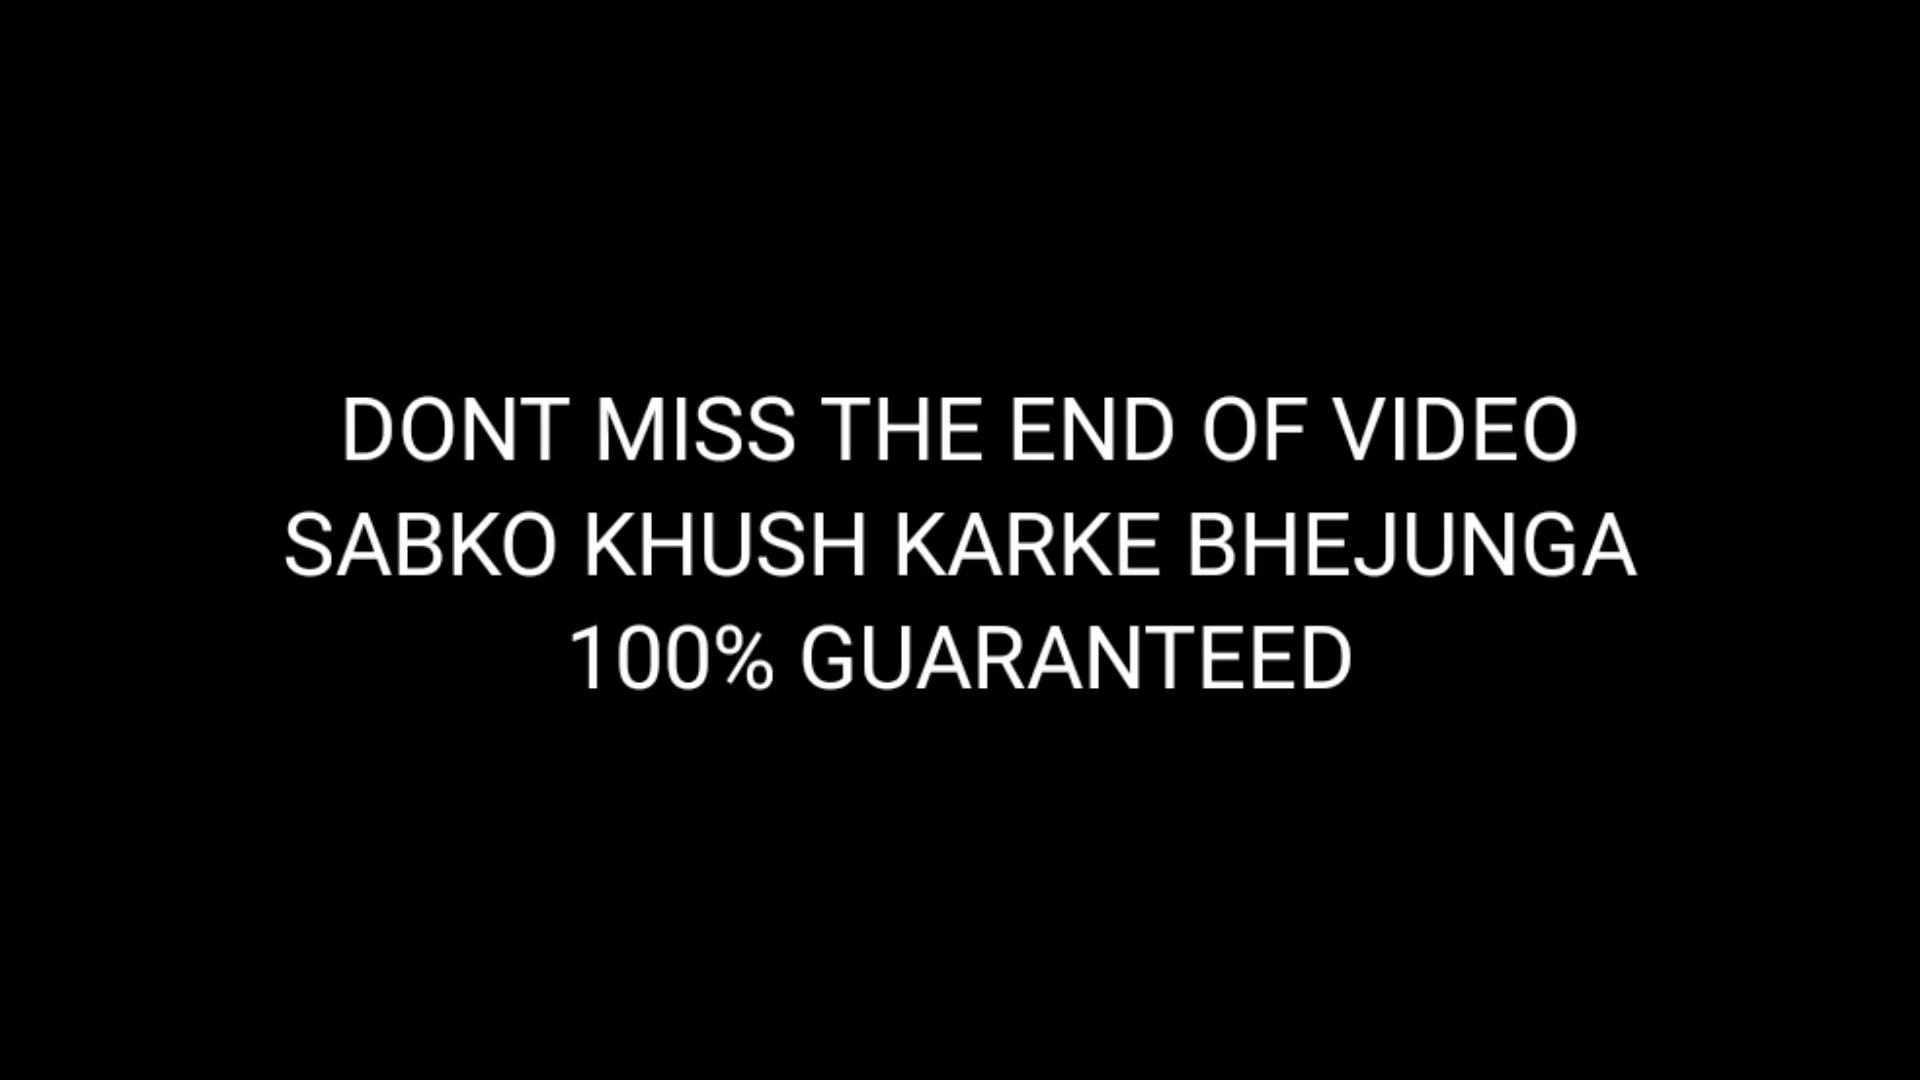 DONT MISS THE END OF VIDEO
SABKO KHUSH KARKE BHEJUNGA
100% GUARANTEED